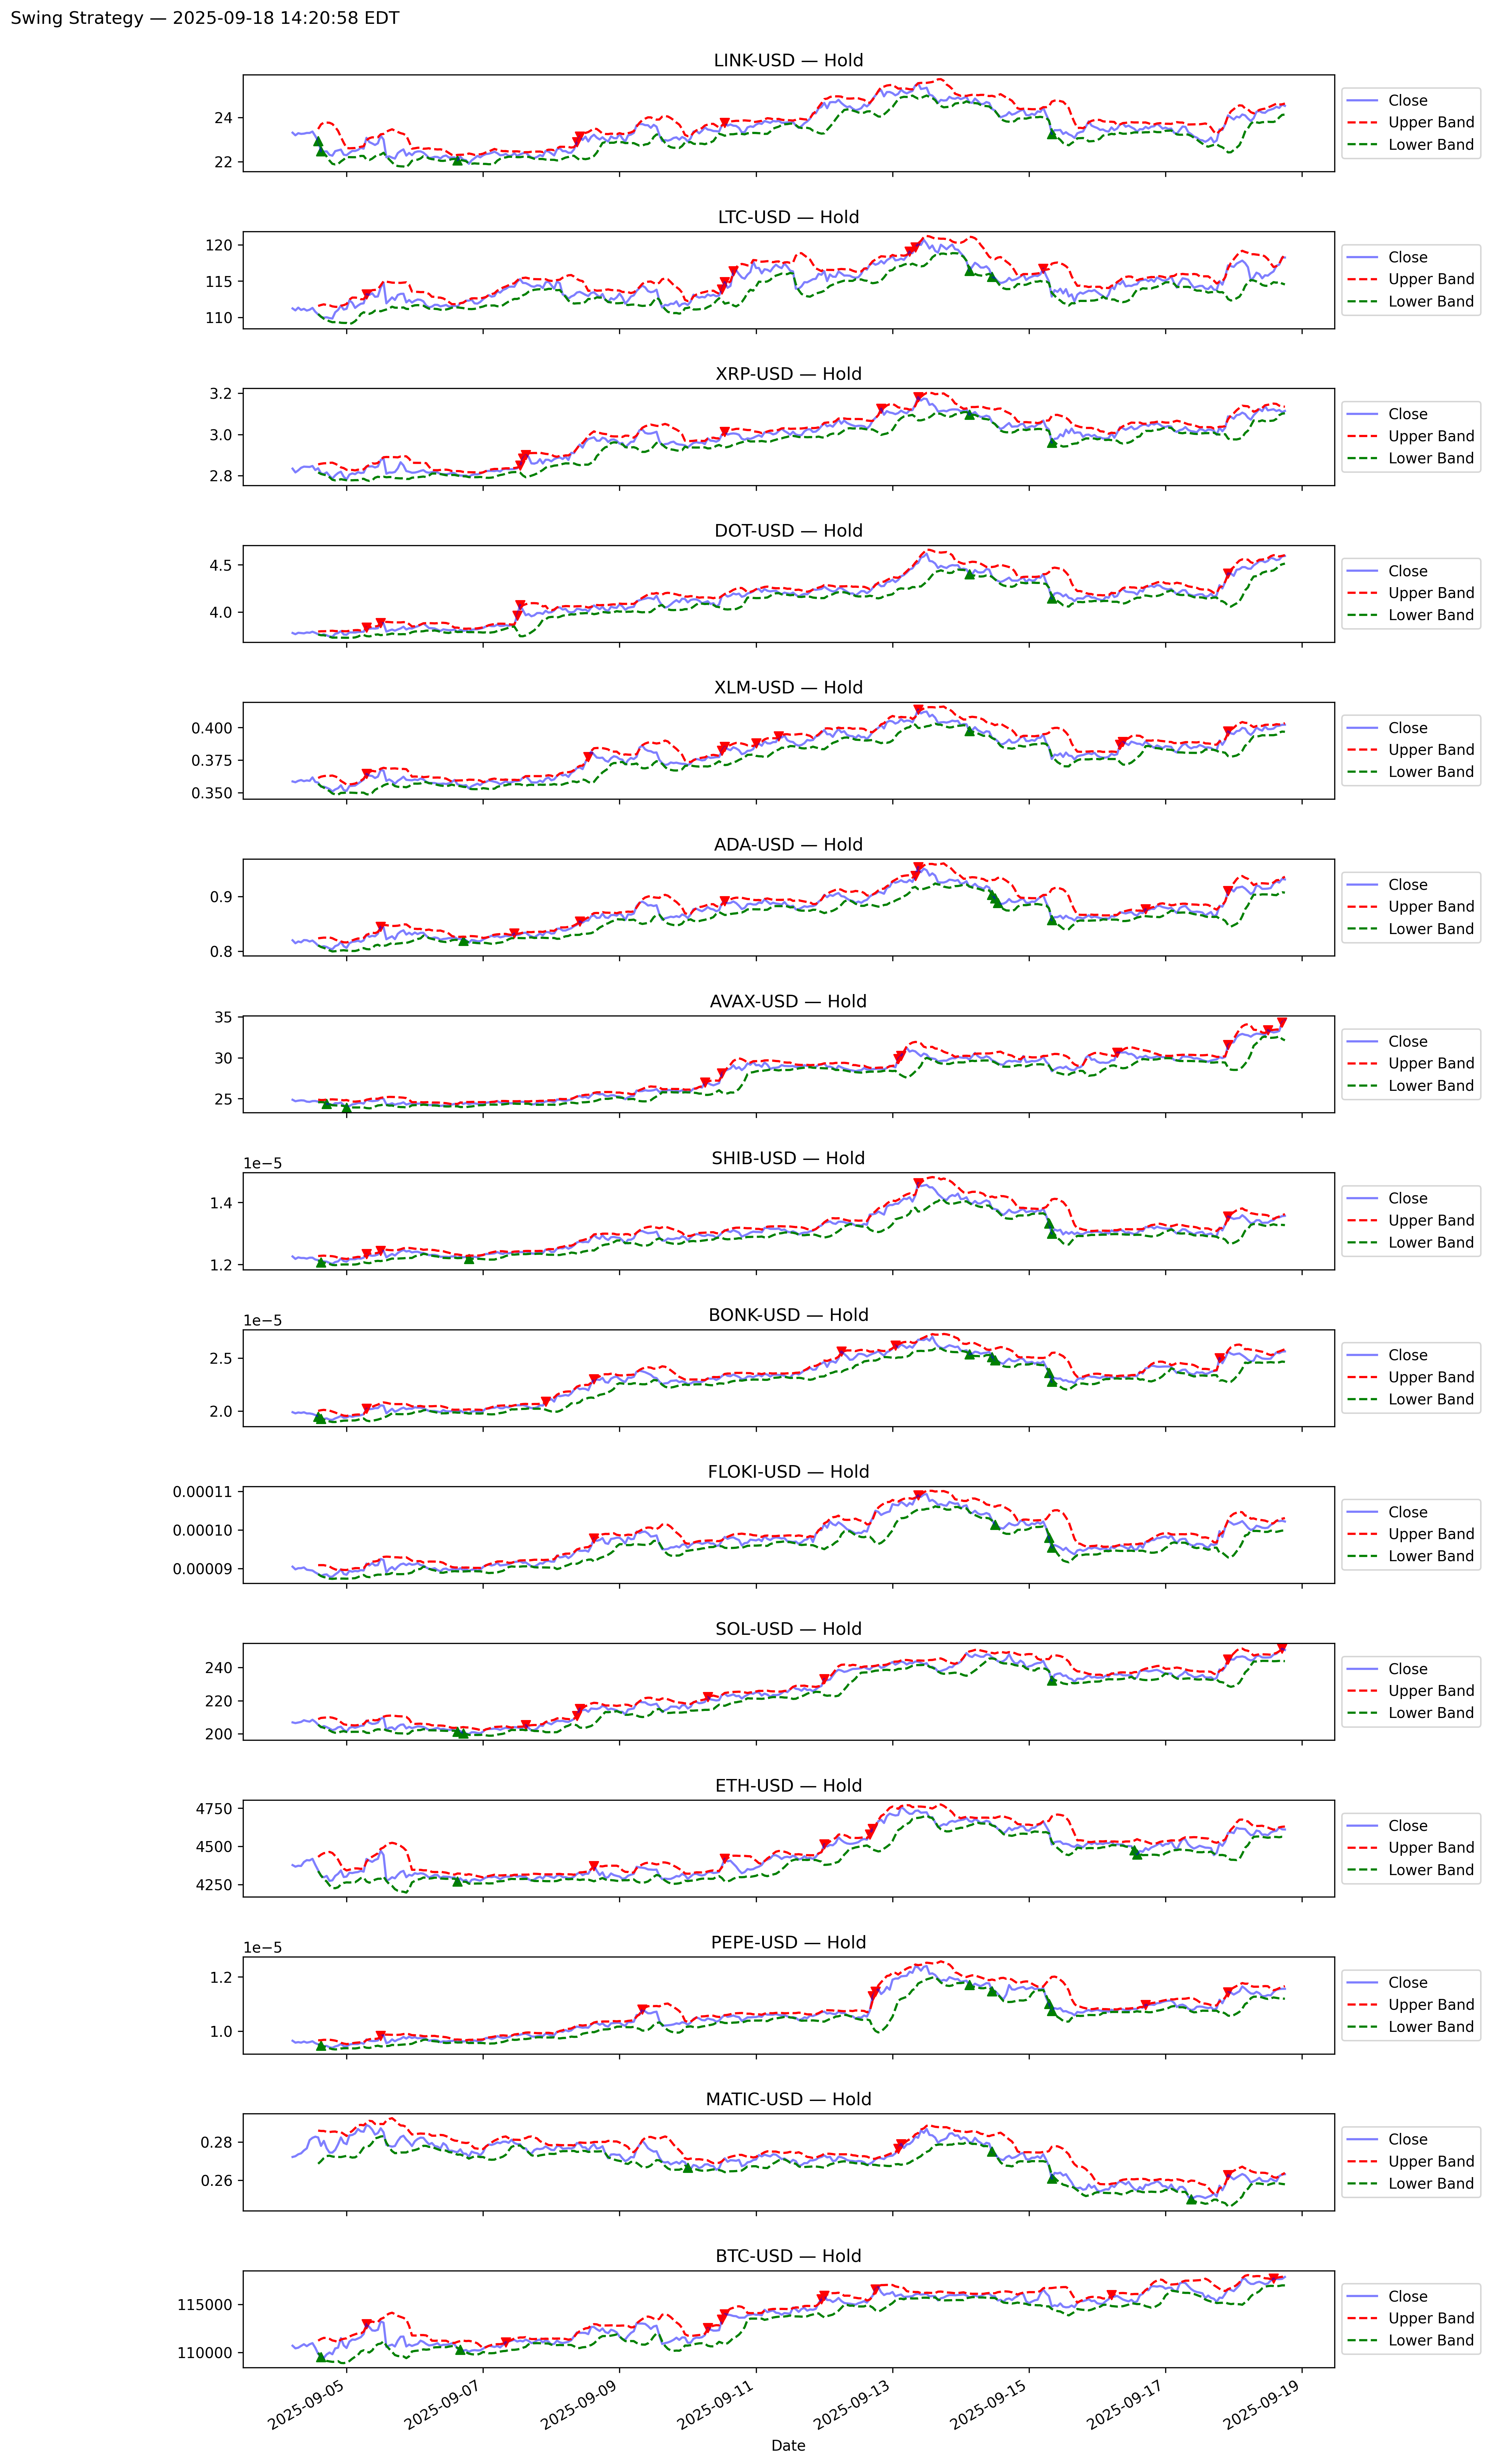 Swing Strategy — 2025-09-18 14:20:58 EDT
LINK-USD — Hold
24
22
Close
Upper Band
Lower Band
LTC-USD — Hold
120
115
110
Close
Upper Band
Lower Band
XRP-USD — Hold
3.2
3.0
2.8
Close
Upper Band
Lower Band
DOT-USD — Hold
4.5
4.0
Close
Upper Band
Lower Band
XLM-USD — Hold
0.400
0.375
0.350
Close
Upper Band
Lower Band
ADA-USD — Hold
0.9
0.8
Close
Upper Band
Lower Band
AVAX-USD — Hold
35
30
25
Close
Upper Band
Lower Band
SHIB-USD — Hold
1e−5
1.4
1.2
Close
Upper Band
Lower Band
BONK-USD — Hold
1e−5
2.5
2.0
Close
Upper Band
Lower Band
FLOKI-USD — Hold
0.00011
0.00010
0.00009
Close
Upper Band
Lower Band
SOL-USD — Hold
240
220
200
Close
Upper Band
Lower Band
ETH-USD — Hold
4750
4500
4250
Close
Upper Band
Lower Band
PEPE-USD — Hold
1e−5
1.2
1.0
Close
Upper Band
Lower Band
MATIC-USD — Hold
0.28
0.26
Close
Upper Band
Lower Band
BTC-USD — Hold
115000
110000
Close
Upper Band
Lower Band
2025-09-05
2025-09-07
2025-09-09
2025-09-11
2025-09-13
2025-09-15
2025-09-17
2025-09-19
Date